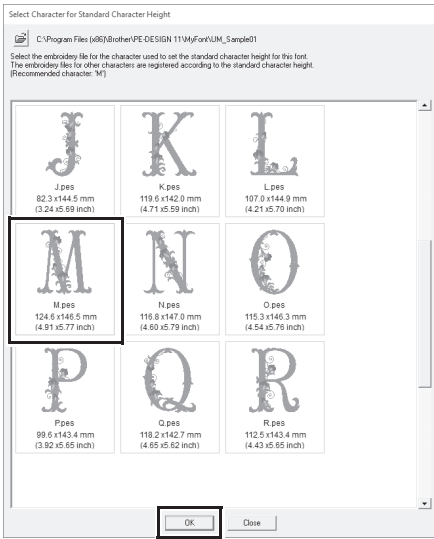 Select Character for Standard Character Height
C:\Program Files (x86)\Brother\PE-DESIGN 11\MyFont\UM_Sample01
Select the embroidery file for the character used to set the standard character height for this font.
The embroidery files for other characters are registered according to the standard character height.
(Recommended character: 'M')
J K L
J.pes K.pes L.pes
82.3 x144.5 mm 119.6 x142.0 mm 107.0 x144.9 mm
(3.24 x5.69 inch) (4.71 x5.59 inch) (4.21 x5.70 inch)
M N O
M.pes N.pes O.pes
124.6 x146.5 mm 116.8 x147.0 mm 115.3 x146.3 mm
(4.91 x5.77 inch) (4.60 x5.79 inch) (4.54 x5.76 inch)
P Q R
P.pes Q.pes R.pes
99.6 x143.4 mm 118.2 x142.7 mm 112.5 x143.4 mm
(3.92 x5.65 inch) (4.65 x5.62 inch) (4.43 x5.65 inch)
OK Close